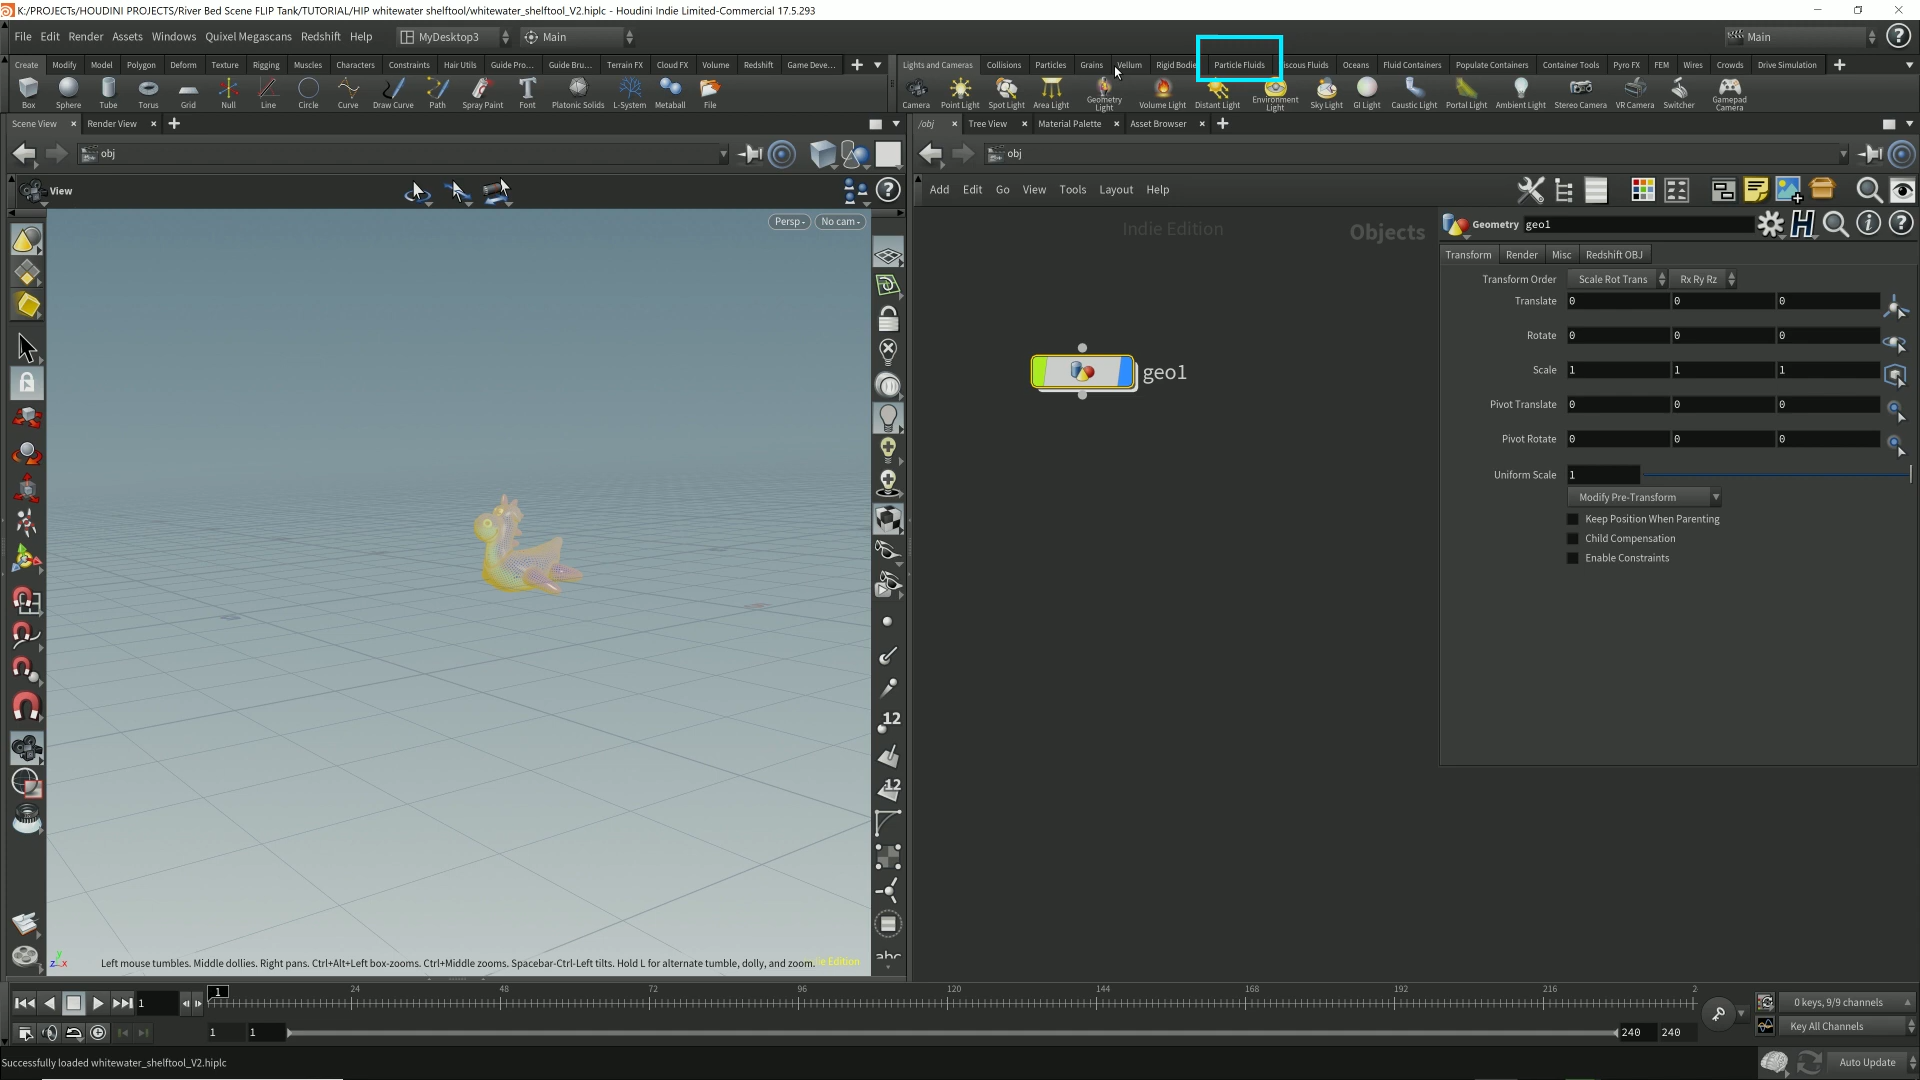 K:/PROJECTs/HOUDINI PROJECTS/River Bed Scene FLIP Tank/TUTORIAL/HIP whitewater shelftool/whitewater_shelftool_V2.hiplc - Houdini Indie Limited-Commercial 17.5.293
File Edit Render Assets Windows Quixel Megascans Redshift Help MyDesktop3 Main Main
Create Modify Model Polygon Deform Texture Rigging Muscles Characters Constraints Hair Utils Guide Pro... Guide Bru... Terrain FX Cloud FX Volume Redshift Game Deve...
Lights and Cameras Collisions Particles Grains Vellum Rigid Bodie Particle Fluids iscous Fluids Oceans Fluid Containers Populate Containers Container Tools Pyro FX FEM Wires Crowds Drive Simulation
Box Sphere Tube Torus Grid Null Line Circle Curve Draw Curve Path Spray Paint Font Platonic Solids L-System Metaball File
Camera Point Light Spot Light Area Light Geometry Light Volume Light Distant Light Environment Light Sky Light GI Light Caustic Light Portal Light Ambient Light Stereo Camera VR Camera Switcher Gamepad Camera
Scene View Render View
/obj Tree View Material Palette Asset Browser
obj
obj
View
Add Edit Go View Tools Layout Help
Persp No cam
Indie Edition Objects
Geometry geo1
Transform Render Misc Redshift OBJ
Transform Order Scale Rot Trans Rx Ry Rz
Translate 0 0 0
Rotate 0 0 0
Scale 1 1 1
Pivot Translate 0 0 0
Pivot Rotate 0 0 0
Uniform Scale 1
Modify Pre-Transform
Keep Position When Parenting
Child Compensation
Enable Constraints
geo1
12
12
abc
z x y
Left mouse tumbles. Middle dollies. Right pans. Ctrl+Alt+Left box-zooms. Ctrl+Middle zooms. Spacebar-Ctrl-Left tilts. Hold L for alternate tumble, dolly, and zoom. Edition
1 1 24 48 72 96 120 144 168 192 216 2
0 keys, 9/9 channels
1 1 240 240
Key All Channels
Successfully loaded whitewater_shelftool_V2.hiplc
Auto Update